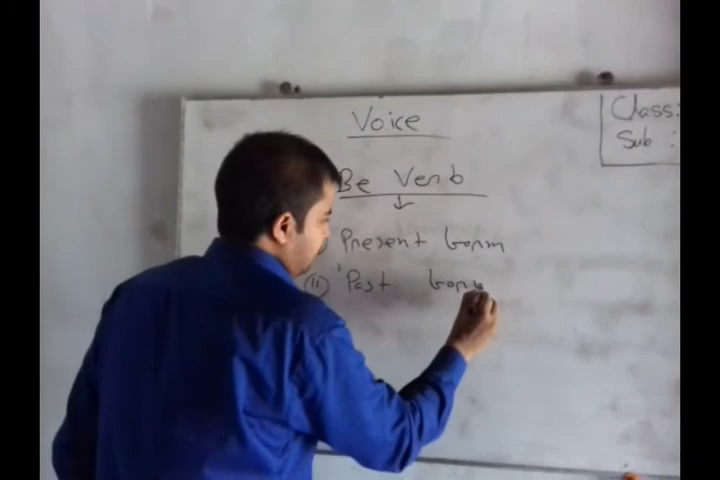 Voice
Class:
Sub :
Be Verb
Present form
(ii) Past form